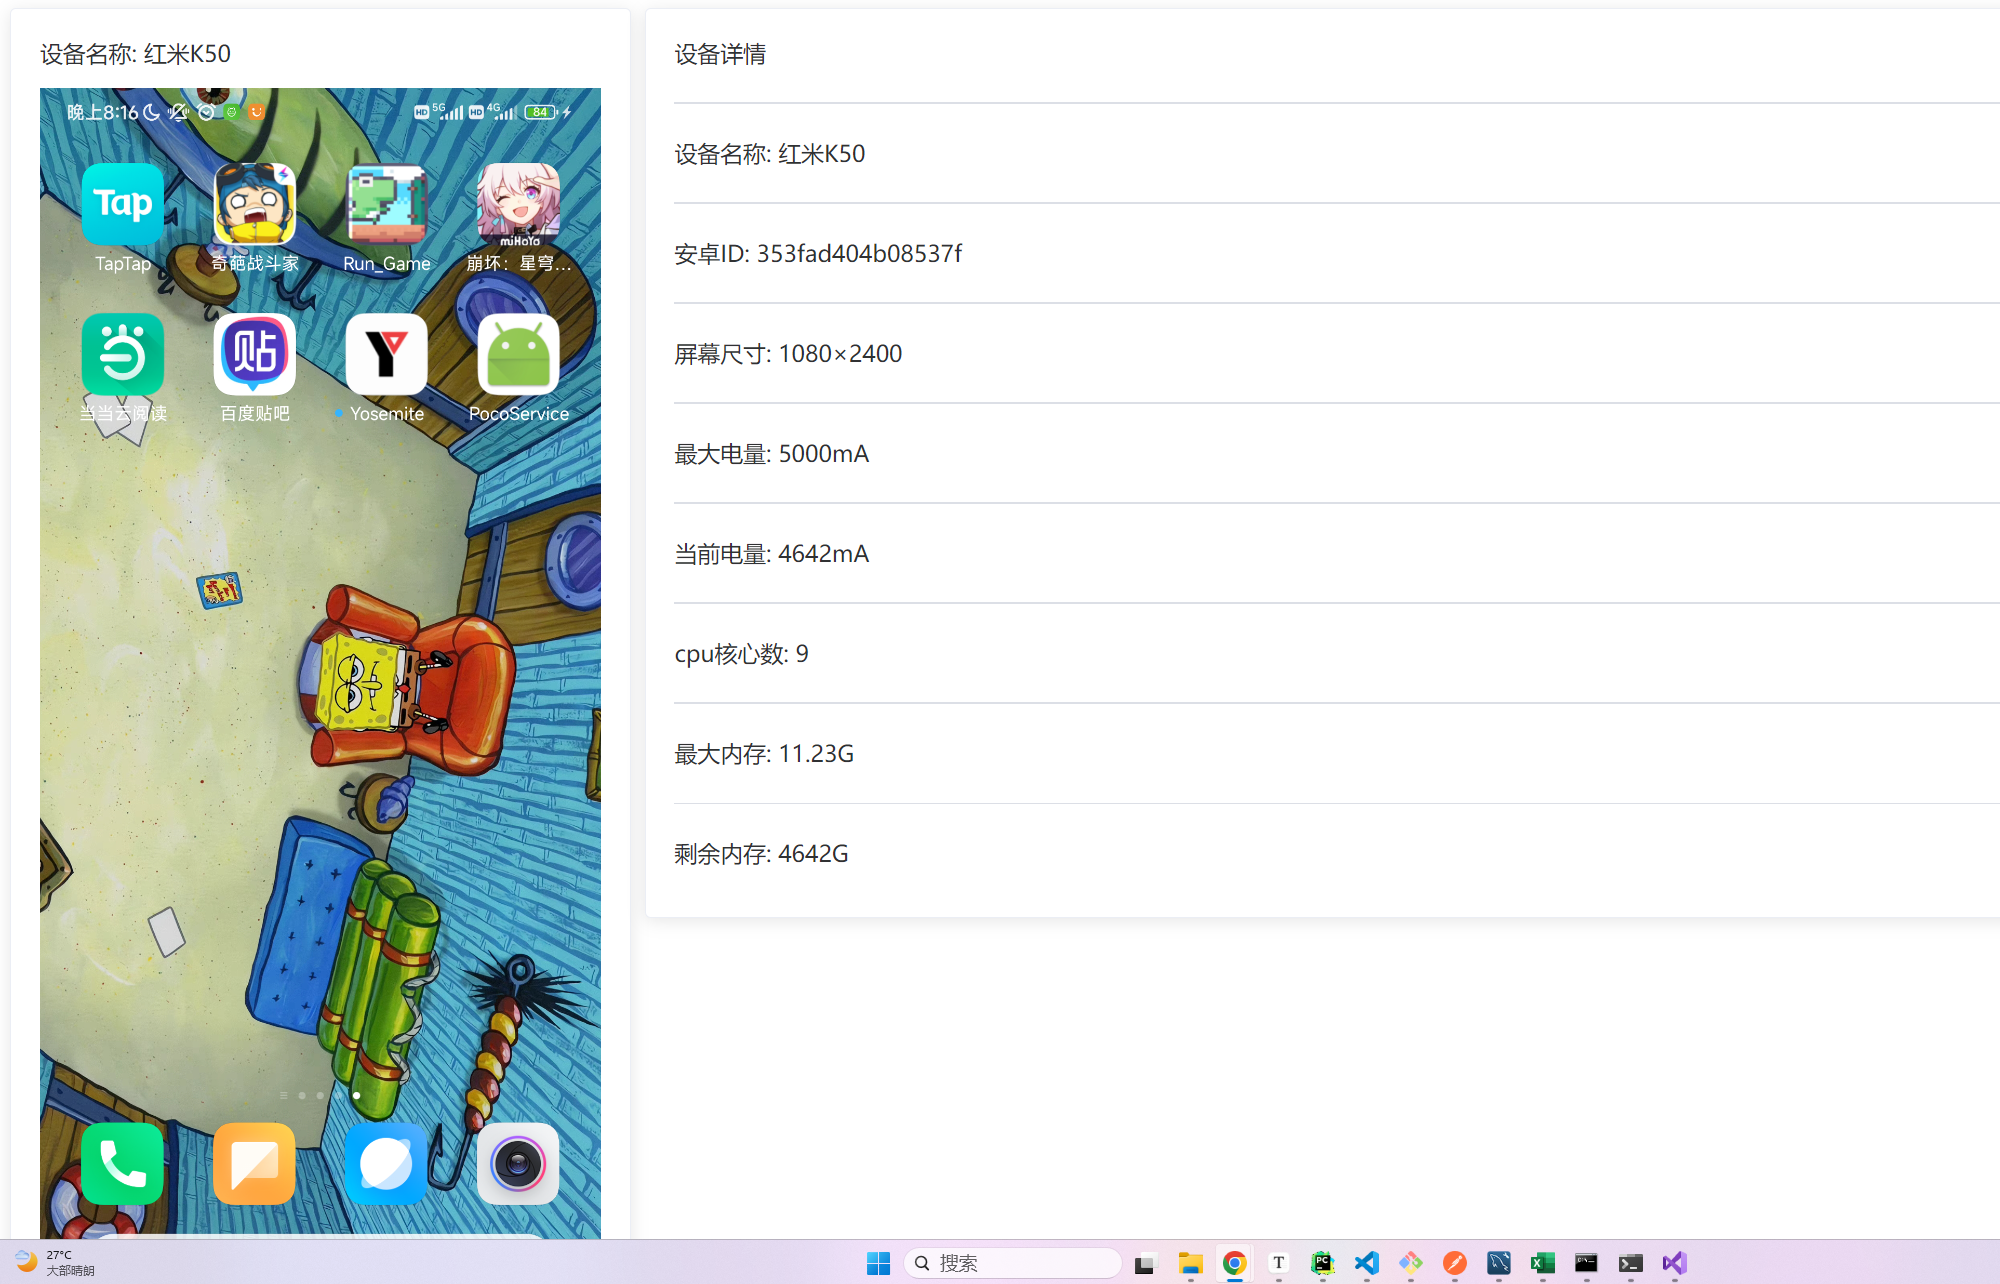 设备名称: 红米K50
晚上8:16
HD 5G HD 4G 84
Tap
miHoYo
TapTap 奇葩战斗家 Run_Game 崩坏：星穹...
贴
当当云阅读 百度贴吧 Yosemite PocoService
设备详情
设备名称: 红米K50
安卓ID: 353fad404b08537f
屏幕尺寸: 1080×2400
最大电量: 5000mA
当前电量: 4642mA
cpu核心数: 9
最大内存: 11.23G
剩余内存: 4642G
27°C
大部晴朗
搜索
T
PC